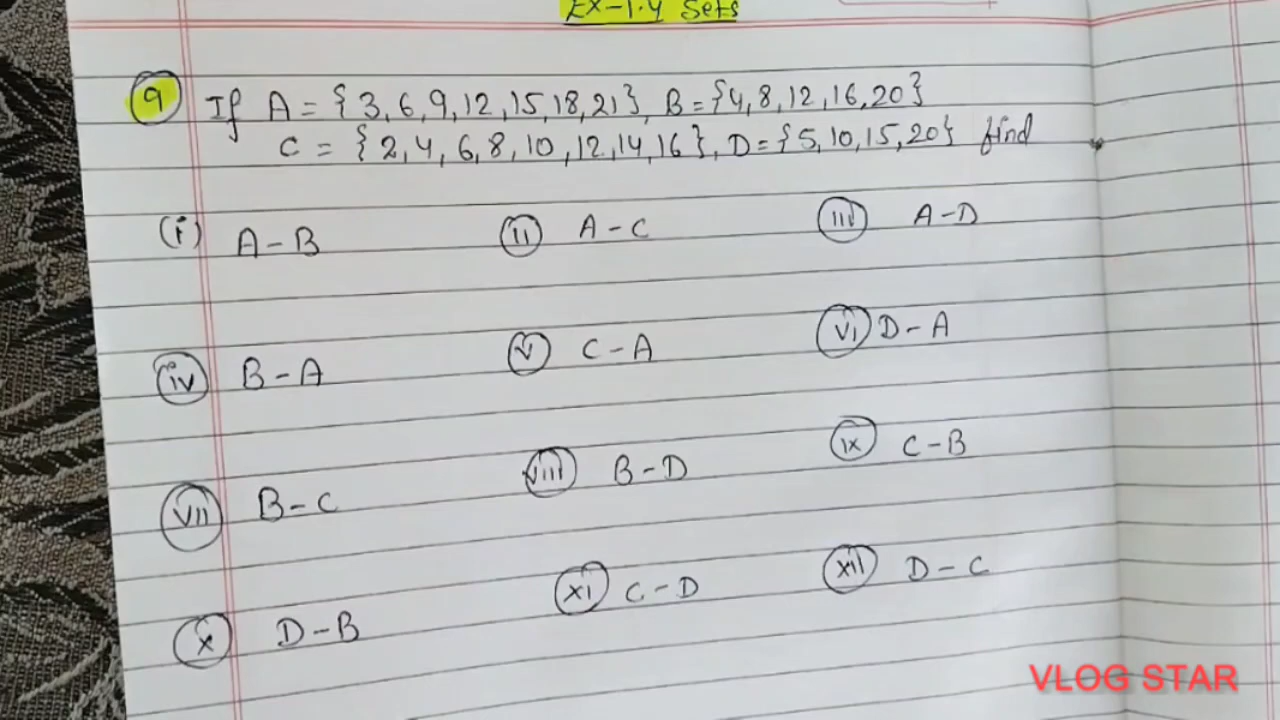 Ex-1.4 Sets
9 If A = {3,6,9,12,15,18,21}, B={4,8,12,16,20}
C = {2,4,6,8,10,12,14,16}, D={5,10,15,20} find
(i) A-B (ii) A-C (iii) A-D
(iv) B-A (v) C-A (vi) D-A
(vii) B-C (viii) B-D (ix) C-B
(x) D-B (xi) C-D (xii) D-C
VLOG STAR